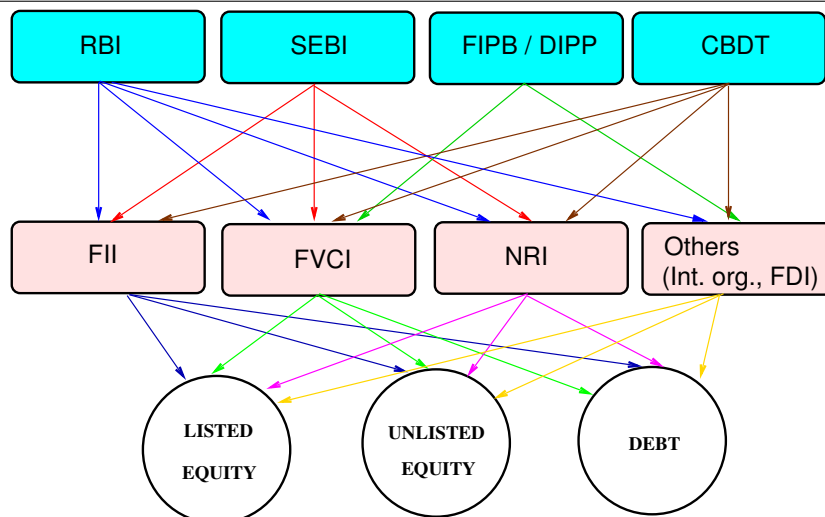 RBI
SEBI
FIPB / DIPP
CBDT
FII
FVCI
NRI
Others
(Int. org., FDI)
LISTED
EQUITY
UNLISTED
EQUITY
DEBT